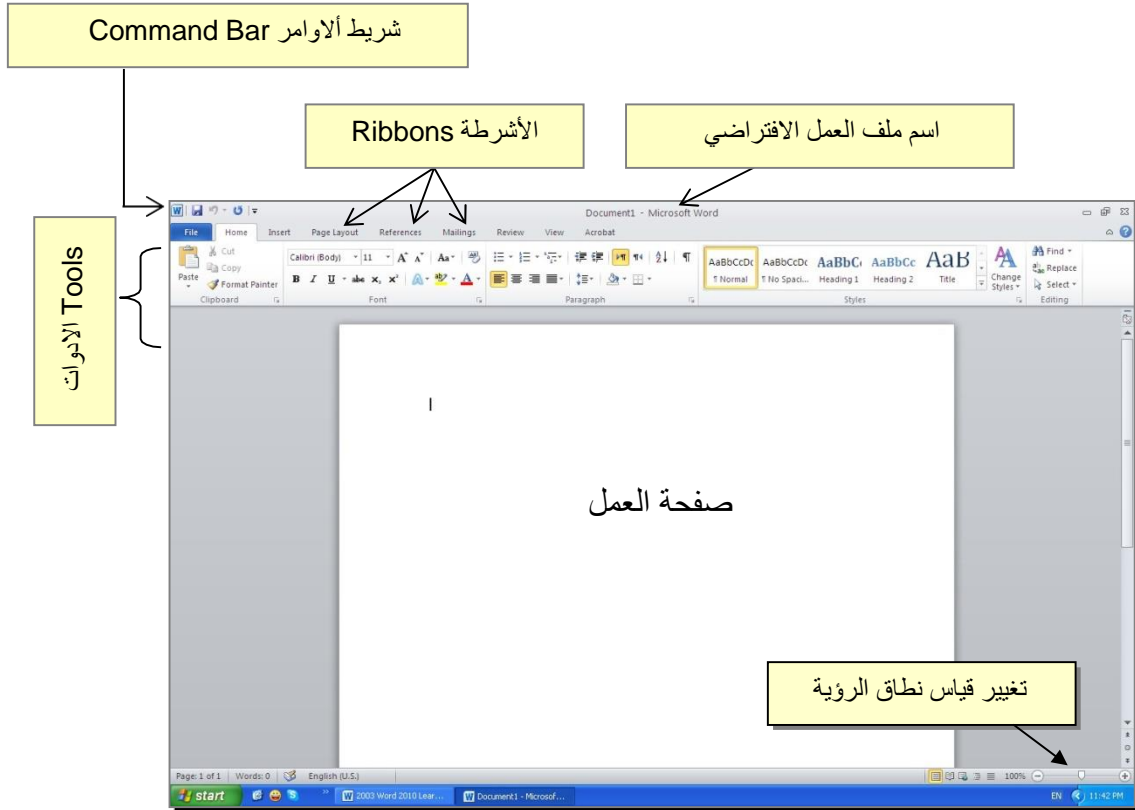 شريط ألاوامر Command Bar
الأشرطة Ribbons
اسم ملف العمل الافتراضي
الادوات Tools
Document1 - Microsoft Word
File Home Insert Page Layout References Mailings Review View Acrobat
Cut
Copy
Format Painter
Paste
Clipboard
Calibri (Body) 11
Font
Paragraph
AaBbCcDc AaBbCcDc AaBbC AaBbCc AaB
¶ Normal ¶ No Spaci... Heading 1 Heading 2 Title
Change Styles
Styles
Find
Replace
Select
Editing
صفحة العمل
تغيير قياس نطاق الرؤية
Page: 1 of 1 Words: 0 English (U.S.) 100%
start 2003 Word 2010 Lear... Document1 - Microsof... EN 11:42 PM